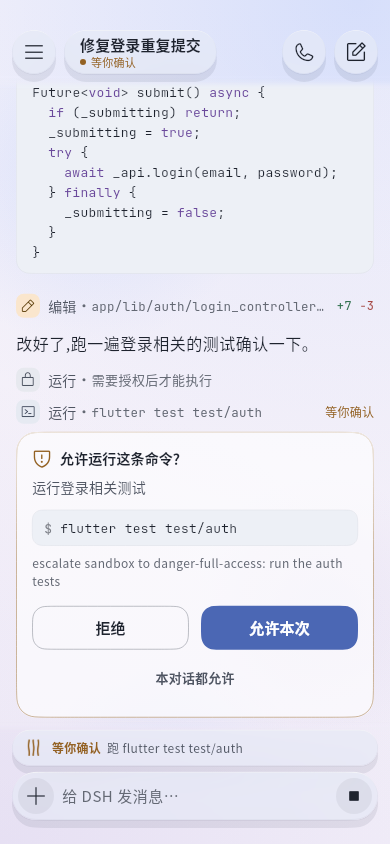 修复登录重复提交
等你确认
Future<void> submit() async {
if (_submitting) return;
_submitting = true;
try {
await _api.login(email, password);
} finally {
_submitting = false;
}
}
编辑 · app/lib/auth/login_controller… +7 -3
改好了,跑一遍登录相关的测试确认一下。
运行 · 需要授权后才能执行
运行 · flutter test test/auth 等你确认
允许运行这条命令?
运行登录相关测试
$ flutter test test/auth
escalate sandbox to danger-full-access: run the auth
tests
拒绝 允许本次
本对话都允许
等你确认 跑 flutter test test/auth
给 DSH 发消息…